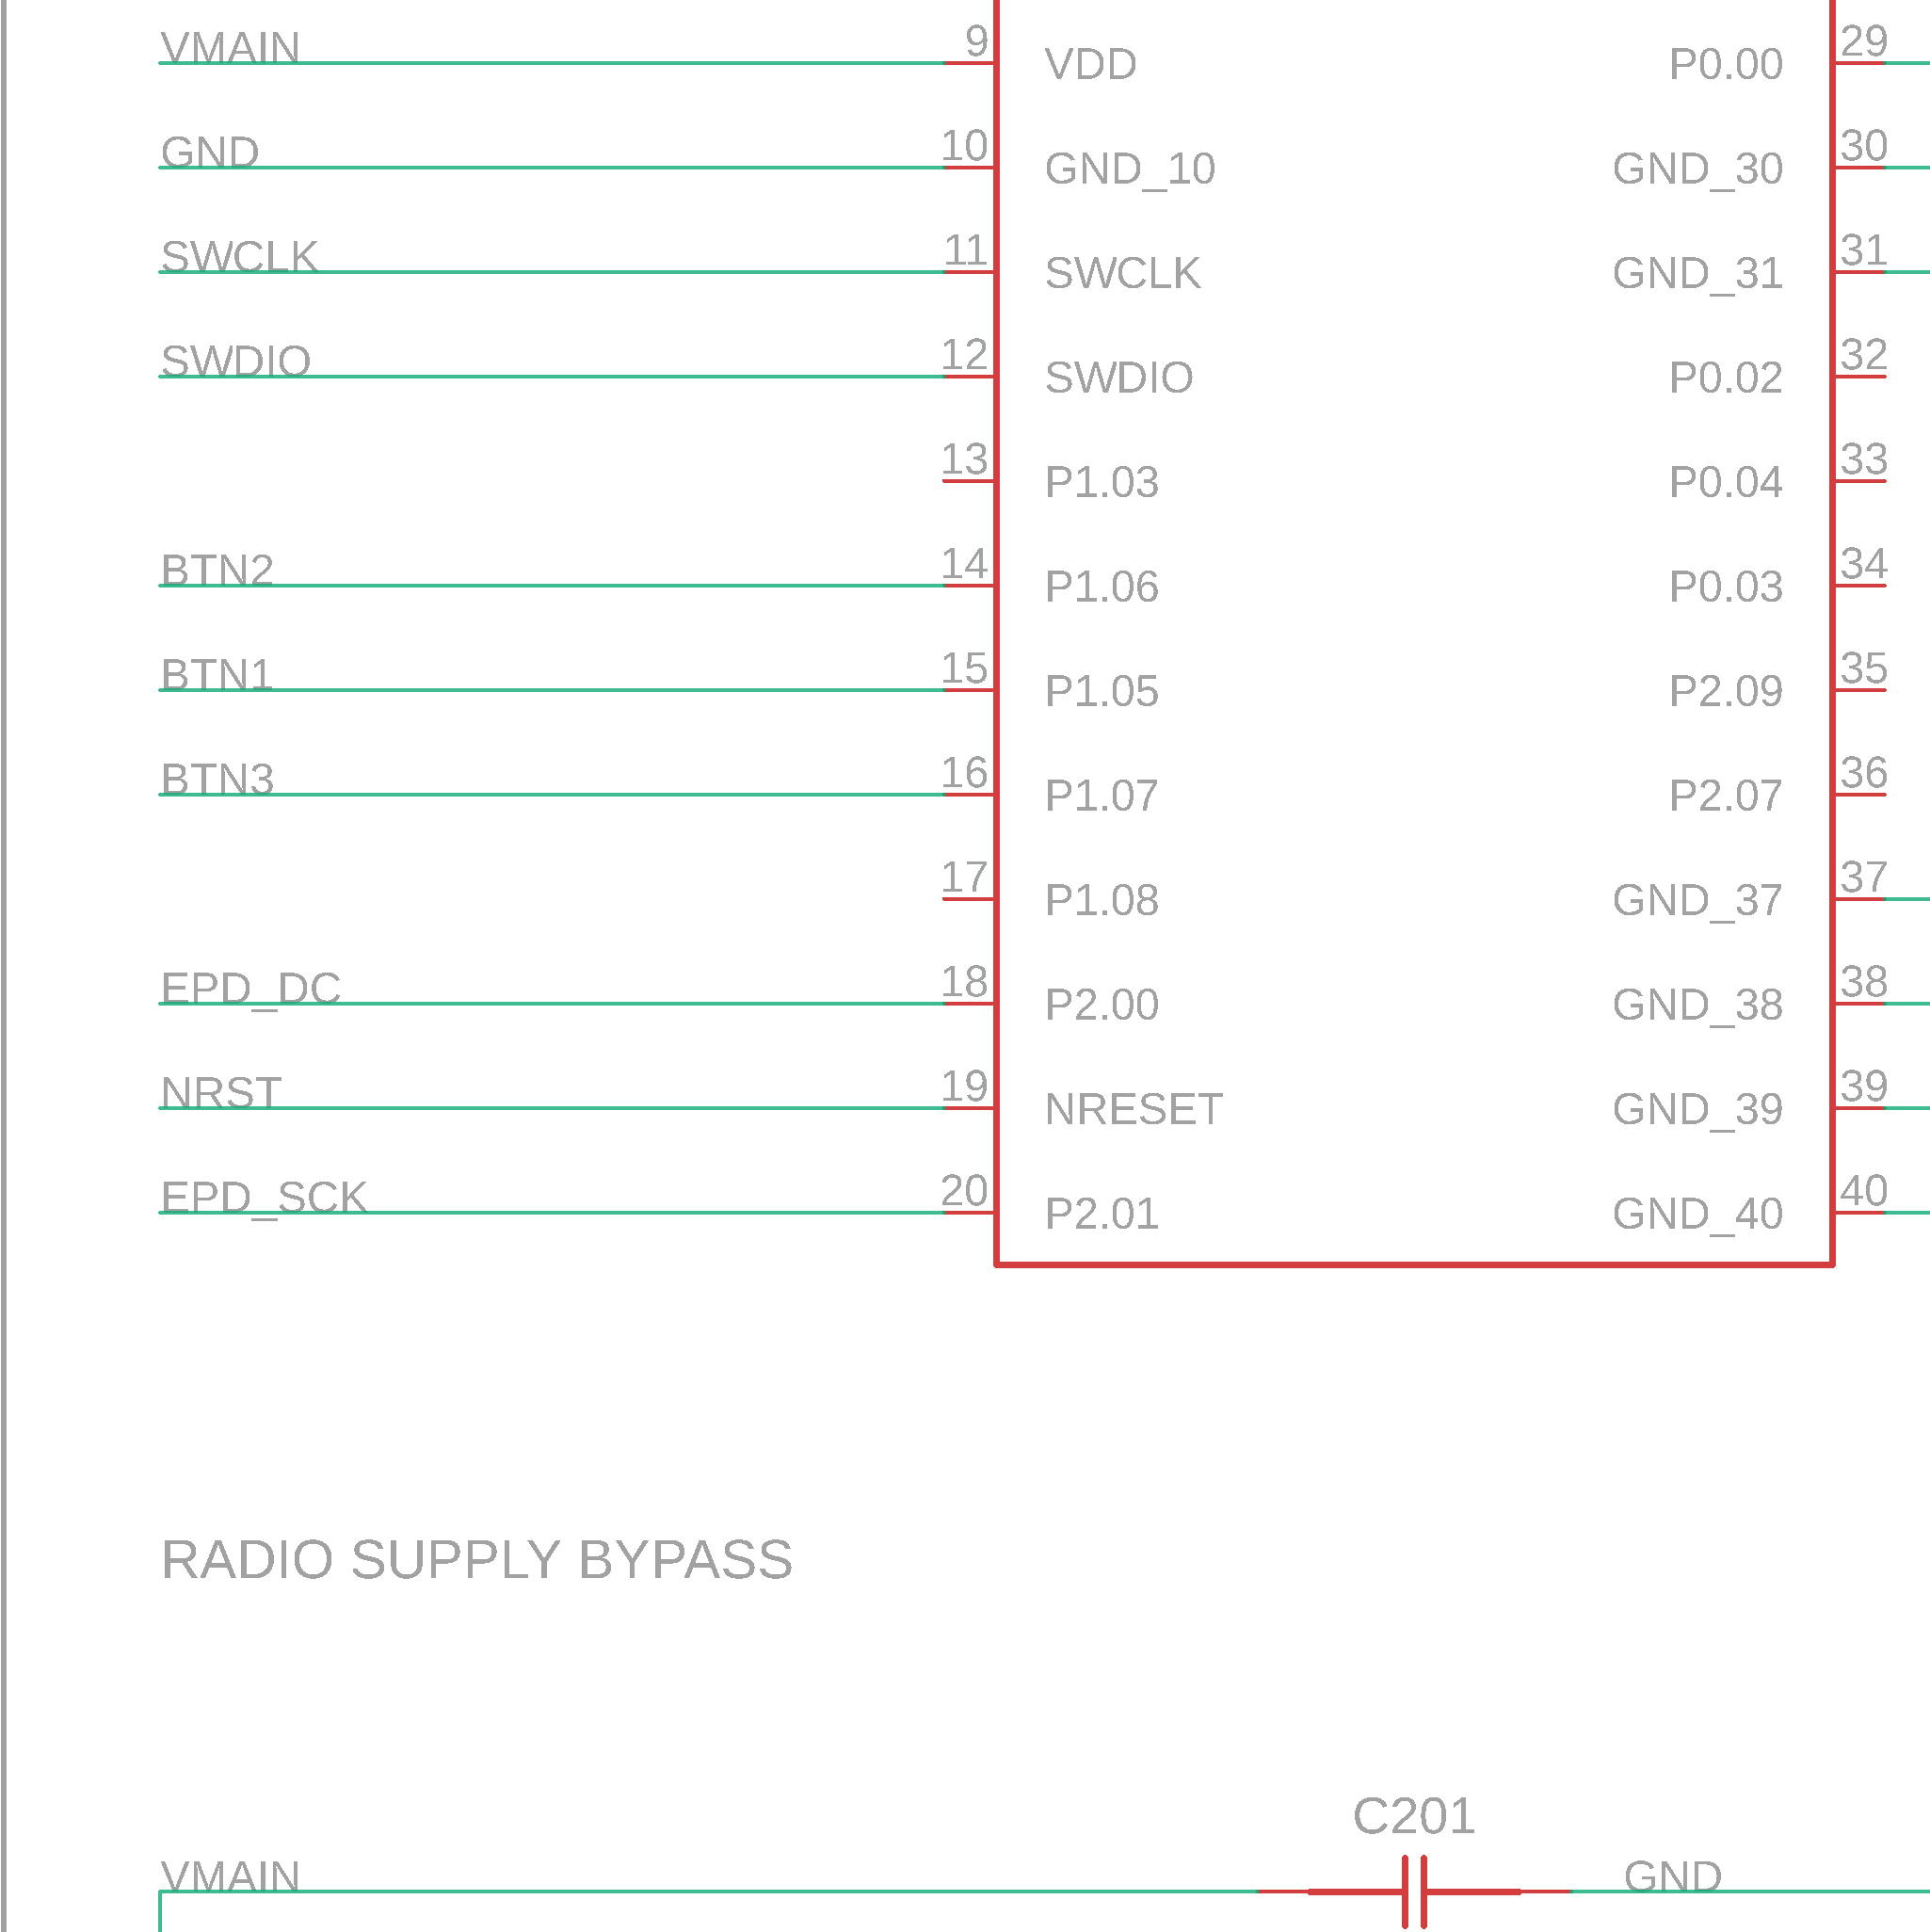 VMAIN 9 VDD P0.00 29
GND 10 GND_10 GND_30 30
SWCLK 11 SWCLK GND_31 31
SWDIO 12 SWDIO P0.02 32
13 P1.03 P0.04 33
BTN2 14 P1.06 P0.03 34
BTN1 15 P1.05 P2.09 35
BTN3 16 P1.07 P2.07 36
17 P1.08 GND_37 37
EPD_DC 18 P2.00 GND_38 38
NRST 19 NRESET GND_39 39
EPD_SCK 20 P2.01 GND_40 40
RADIO SUPPLY BYPASS
C201
VMAIN GND